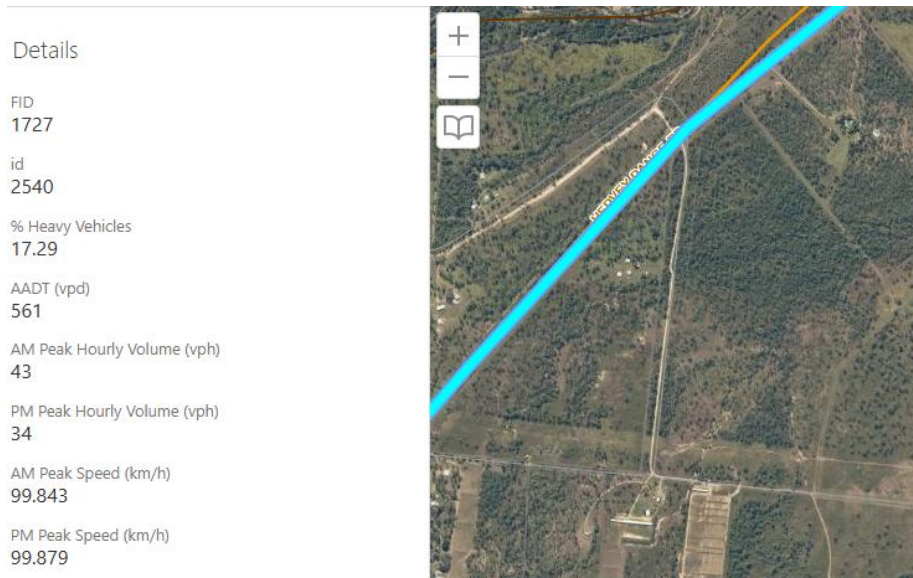 Details
FID
1727
id
2540
% Heavy Vehicles
17.29
AADT (vpd)
561
AM Peak Hourly Volume (vph)
43
PM Peak Hourly Volume (vph)
34
AM Peak Speed (km/h)
99.843
PM Peak Speed (km/h)
99.879